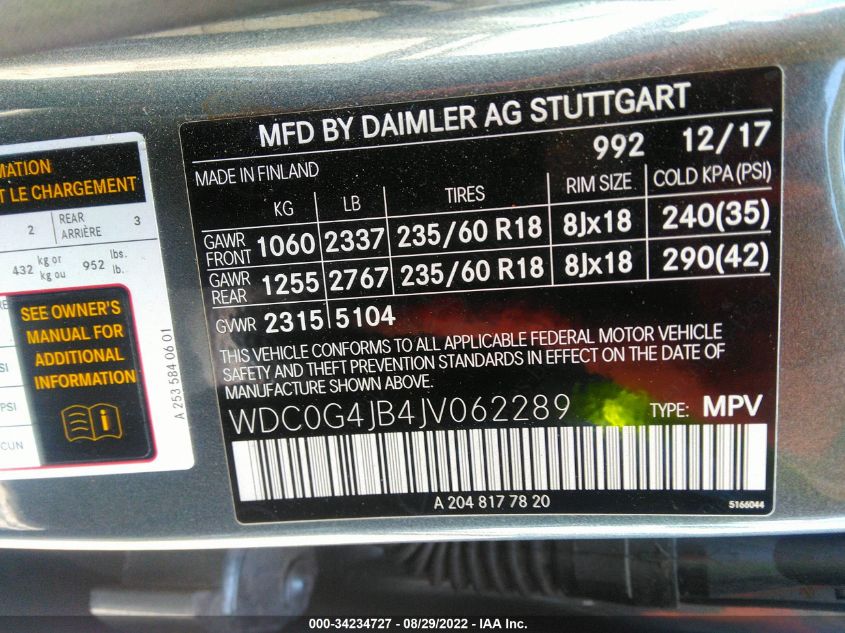 MATION
T LE CHARGEMENT
2 REAR ARRIÈRE 3
432 kg or kg ou 952 lbs. lb.
SEE OWNER'S
MANUAL FOR
ADDITIONAL
INFORMATION
SI
PSI
CUN
A 253 584 06 01
MFD BY DAIMLER AG STUTTGART
992 12/17
MADE IN FINLAND
KG LB TIRES RIM SIZE COLD KPA (PSI)
GAWR FRONT 1060 2337 235/60 R18 8Jx18 240(35)
GAWR REAR 1255 2767 235/60 R18 8Jx18 290(42)
GVWR 2315 5104
THIS VEHICLE CONFORMS TO ALL APPLICABLE FEDERAL MOTOR VEHICLE
SAFETY AND THEFT PREVENTION STANDARDS IN EFFECT ON THE DATE OF
MANUFACTURE SHOWN ABOVE.
WDC0G4JB4JV062289 TYPE: MPV
A 204 817 78 20
5166044
000-34234727 - 08/29/2022 - IAA Inc.